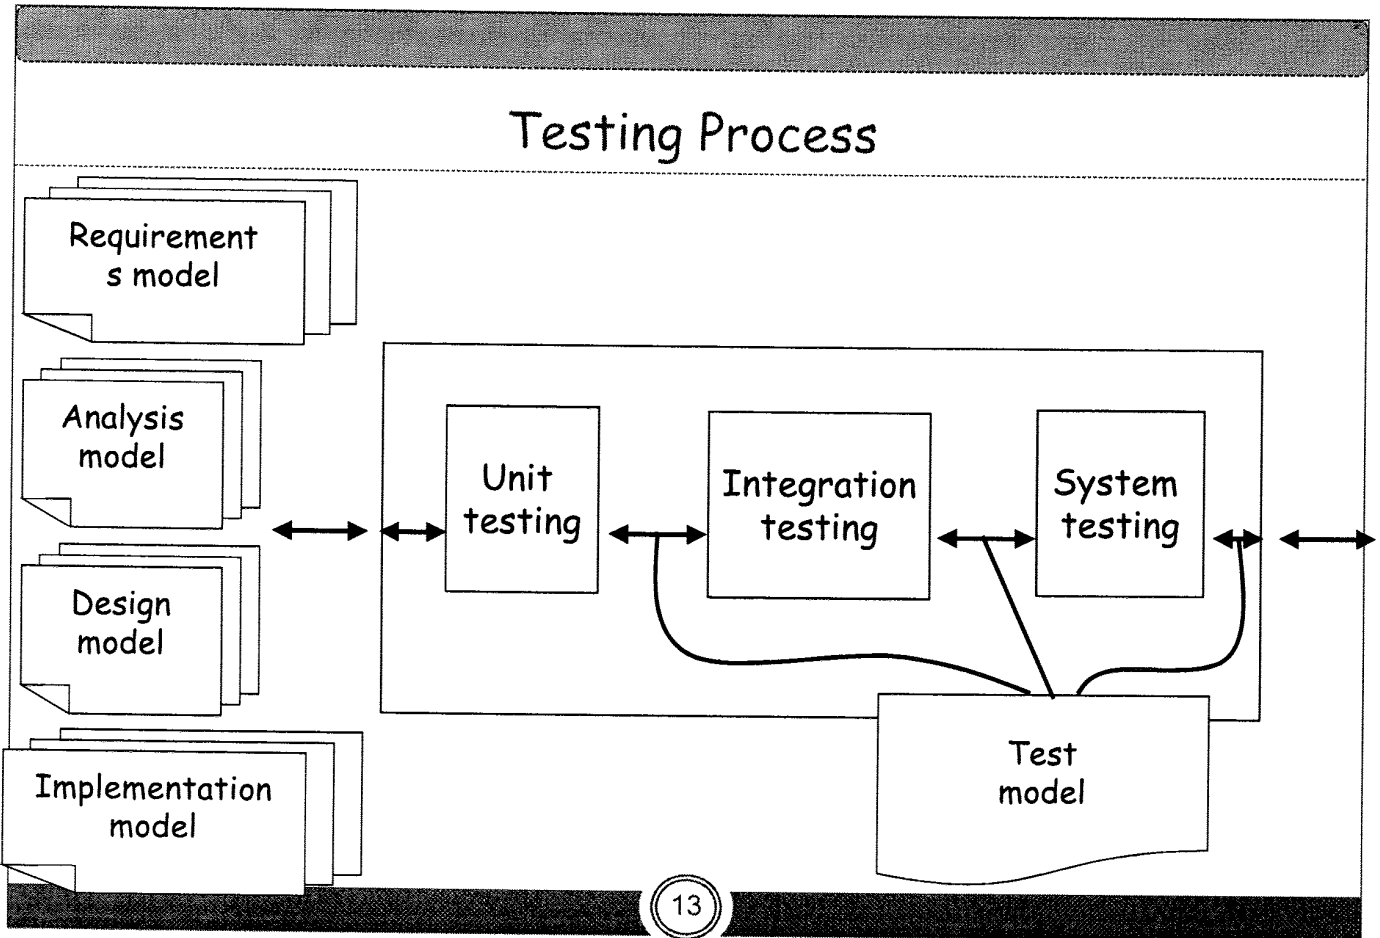 Testing Process
Requirement
s model
Analysis
model
Design
model
Implementation
model
Unit
testing
Integration
testing
System
testing
Test
model
13